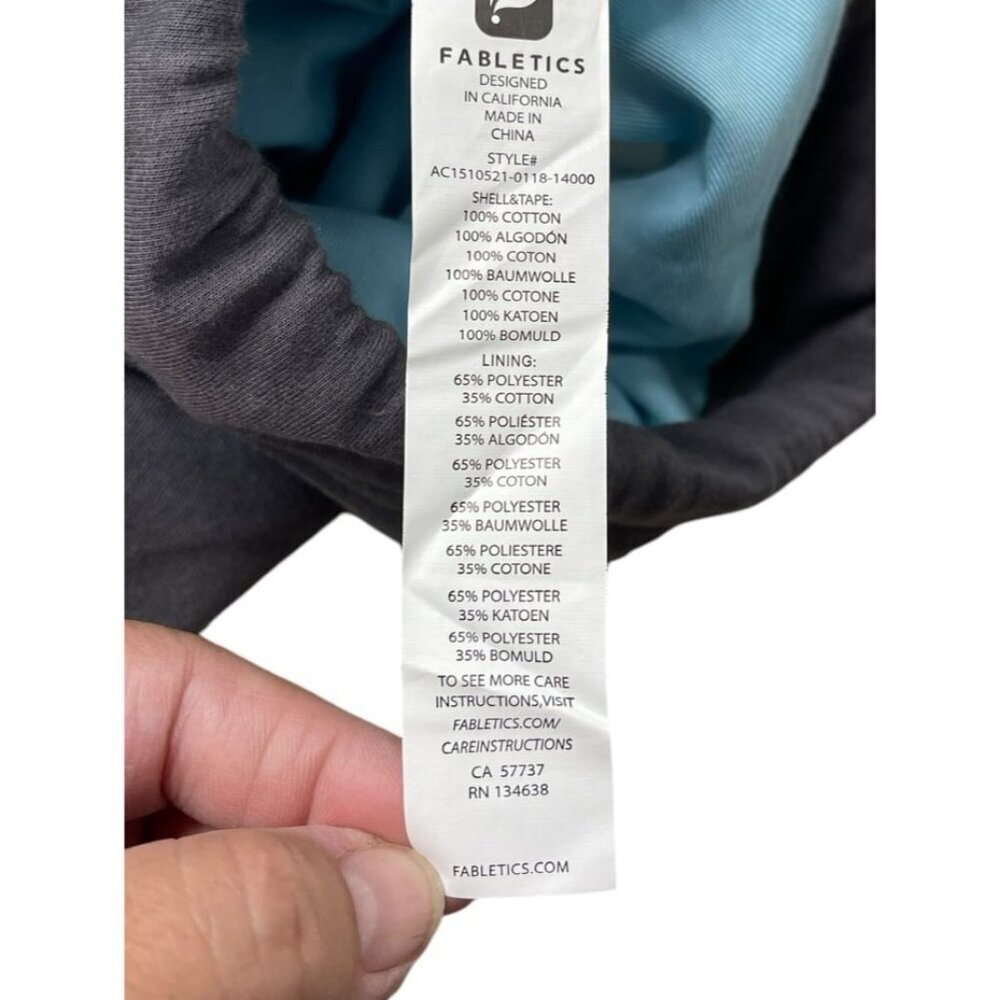 FABLETICS
DESIGNED
IN CALIFORNIA
MADE IN
CHINA
STYLE#
AC1510521-0118-14000
SHELL&TAPE:
100% COTTON
100% ALGODÓN
100% COTON
100% BAUMWOLLE
100% COTONE
100% KATOEN
100% BOMULD
LINING:
65% POLYESTER
35% COTTON
65% POLIÉSTER
35% ALGODÓN
65% POLYESTER
35% COTON
65% POLYESTER
35% BAUMWOLLE
65% POLIESTERE
35% COTONE
65% POLYESTER
35% KATOEN
65% POLYESTER
35% BOMULD
TO SEE MORE CARE
INSTRUCTIONS,VISIT
FABLETICS.COM/
CAREINSTRUCTIONS
CA 57737
RN 134638
FABLETICS.COM